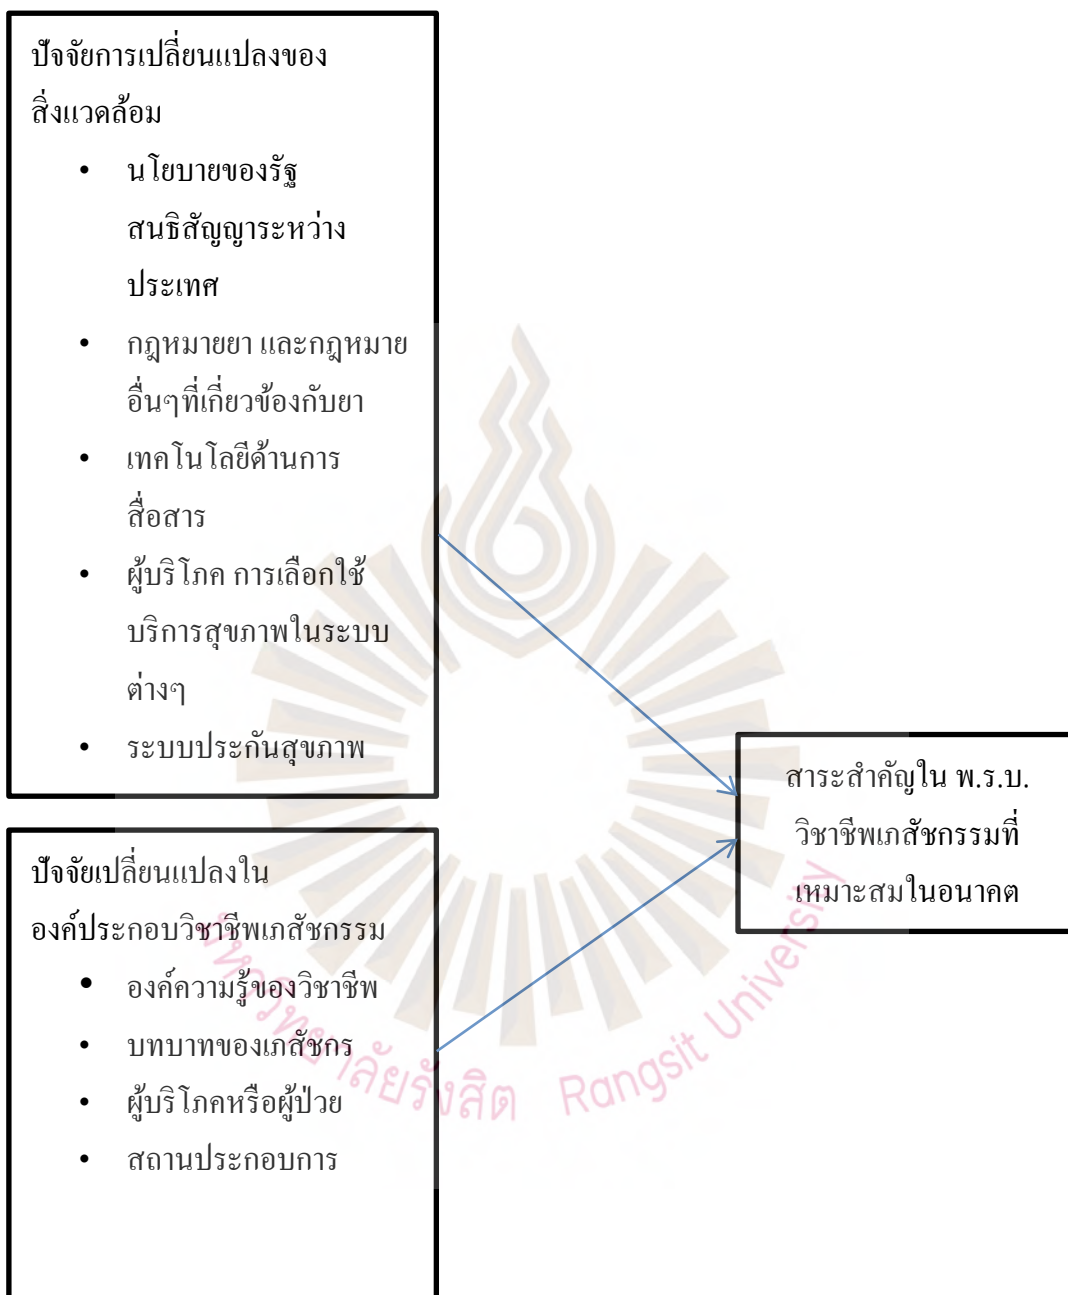 ปัจจัยการเปลี่ยนแปลงของ
สิ่งแวดล้อม
• นโยบายของรัฐ
สนธิสัญญาระหว่าง
ประเทศ
• กฎหมายยา และกฎหมาย
อื่นๆที่เกี่ยวข้องกับยา
• เทคโนโลยีด้านการ
สื่อสาร
• ผู้บริโภค การเลือกใช้
บริการสุขภาพในระบบ
ต่างๆ
• ระบบประกันสุขภาพ
ปัจจัยเปลี่ยนแปลงใน
องค์ประกอบวิชาชีพเภสัชกรรม
• องค์ความรู้ของวิชาชีพ
• บทบาทของเภสัชกร
• ผู้บริโภคหรือผู้ป่วย
• สถานประกอบการ
สาระสำคัญใน พ.ร.บ.
วิชาชีพเภสัชกรรมที่
เหมาะสมในอนาคต
มหาวิทยาลัยรังสิต Rangsit University